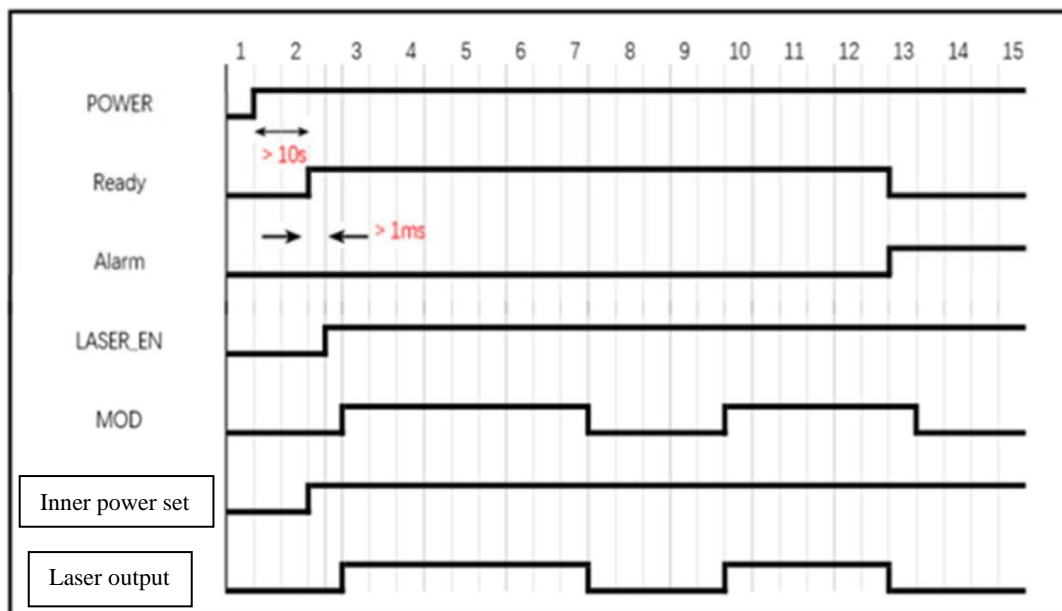 1 2 3 4 5 6 7 8 9 10 11 12 13 14 15
POWER
> 10s
Ready
> 1ms
Alarm
LASER_EN
MOD
Inner power set
Laser output